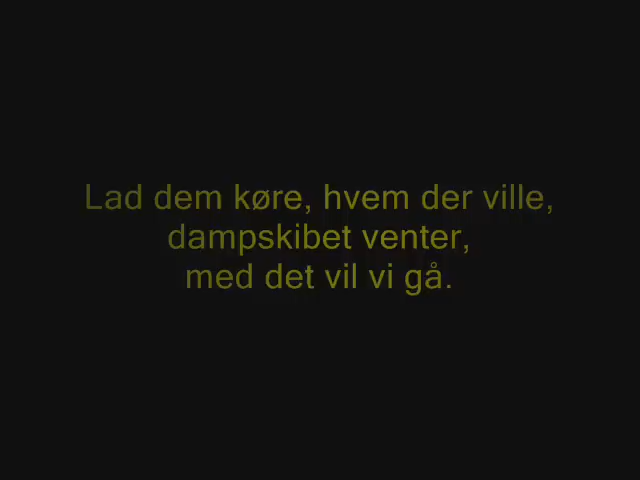 Lad dem køre, hvem der ville,
dampskibet venter,
med det vil vi gå.